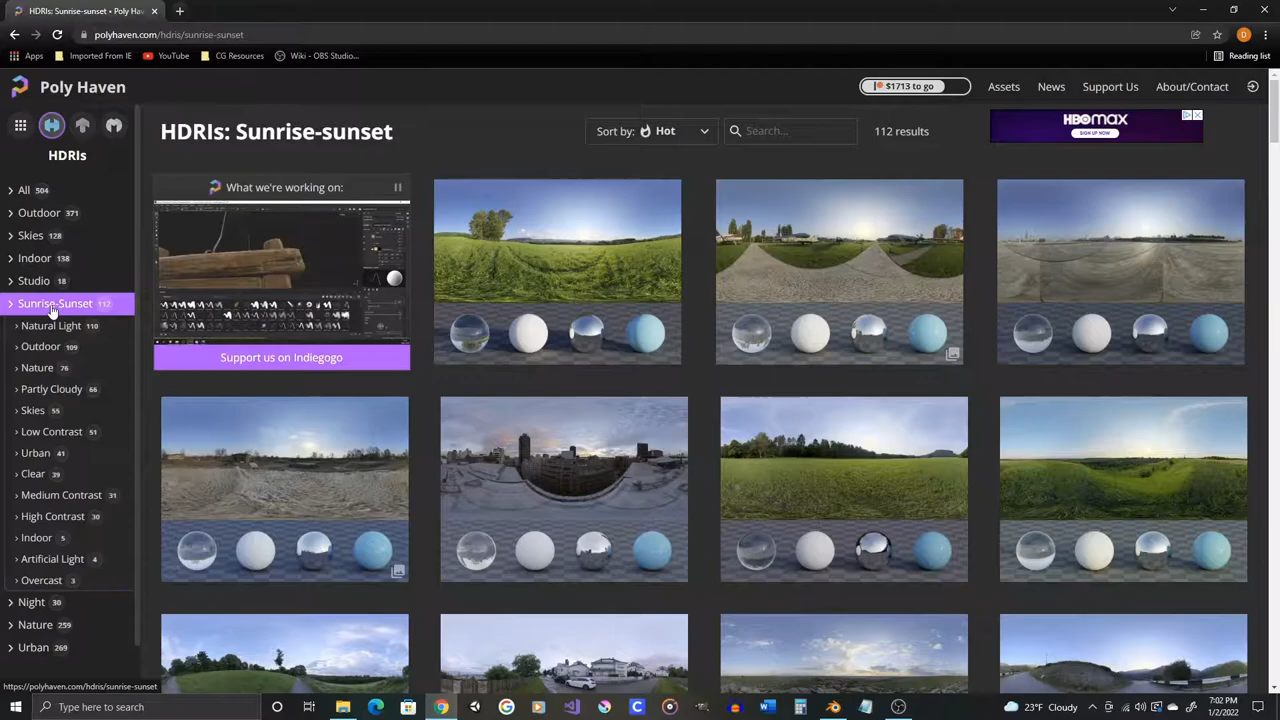 HDRIs: Sunrise-sunset • Poly Hav
polyhaven.com/hdris/sunrise-sunset
Apps
Imported From IE
YouTube
CG Resources
Wiki - OBS Studio...
Reading list
Poly Haven
$1713 to go
Assets
News
Support Us
About/Contact
HDRIs
HDRIs: Sunrise-sunset
Sort by: Hot
Search...
112 results
HBOMAX
SIGN UP NOW
All 504
Outdoor 371
Skies 128
Indoor 138
Studio 18
Sunrise-Sunset 112
Natural Light 110
Outdoor 109
Nature 76
Partly Cloudy 66
Skies 55
Low Contrast 51
Urban 41
Clear 39
Medium Contrast 31
High Contrast 30
Indoor 5
Artificial Light 4
Overcast 3
Night 30
Nature 259
Urban 269
What we're working on:
Support us on Indiegogo
https://polyhaven.com/hdris/sunrise-sunset
Type here to search
23°F Cloudy
7:02 PM
1/2/2022